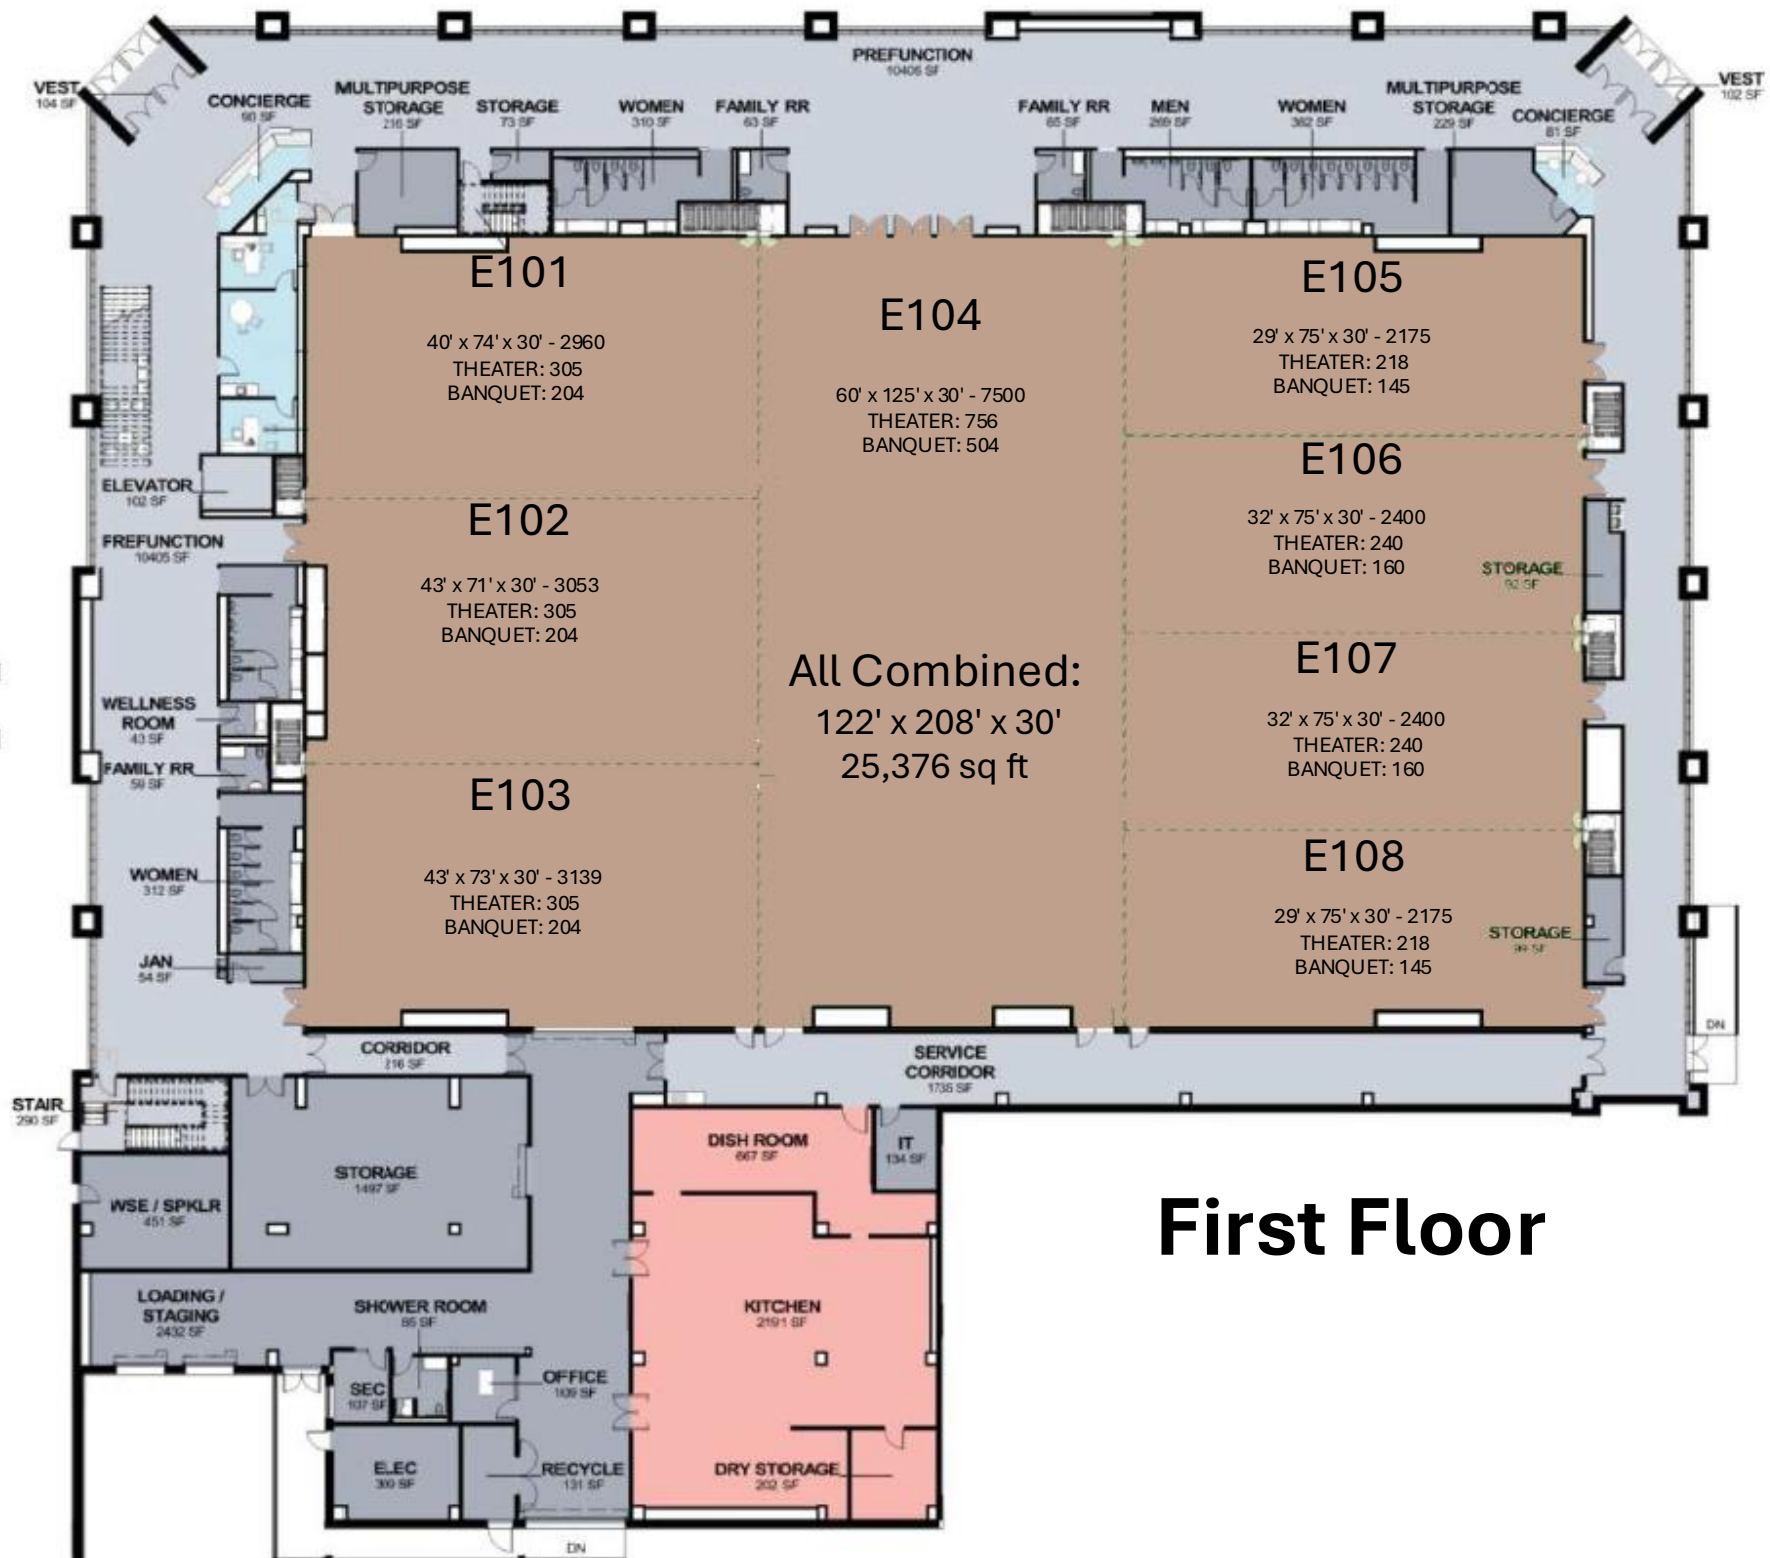 PREFUNCTION
10405 SF
VEST
104 SF
CONCIERGE
90 SF
MULTIPURPOSE
STORAGE
216 SF
STORAGE
73 SF
WOMEN
310 SF
FAMILY RR
63 SF
FAMILY RR
65 SF
MEN
269 SF
WOMEN
362 SF
MULTIPURPOSE
STORAGE
229 SF
CONCIERGE
81 SF
VEST
102 SF
E101
40' x 74' x 30' - 2960
THEATER: 305
BANQUET: 204
E104
60' x 125' x 30' - 7500
THEATER: 756
BANQUET: 504
E105
29' x 75' x 30' - 2175
THEATER: 218
BANQUET: 145
ELEVATOR
102 SF
PREFUNCTION
10405 SF
E102
43' x 71' x 30' - 3053
THEATER: 305
BANQUET: 204
E106
32' x 75' x 30' - 2400
THEATER: 240
BANQUET: 160
STORAGE
92 SF
All Combined:
122' x 208' x 30'
25,376 sq ft
E107
32' x 75' x 30' - 2400
THEATER: 240
BANQUET: 160
WELLNESS
ROOM
43 SF
FAMILY RR
59 SF
E103
43' x 73' x 30' - 3139
THEATER: 305
BANQUET: 204
E108
29' x 75' x 30' - 2175
THEATER: 218
BANQUET: 145
STORAGE
99 SF
WOMEN
312 SF
JAN
54 SF
DN
CORRIDOR
216 SF
SERVICE
CORRIDOR
1735 SF
STAIR
290 SF
STORAGE
1497 SF
DISH ROOM
667 SF
IT
134 SF
WSE / SPKLR
451 SF
First Floor
LOADING /
STAGING
2432 SF
SHOWER ROOM
85 SF
KITCHEN
2191 SF
SEC
107 SF
OFFICE
109 SF
ELEC
309 SF
RECYCLE
131 SF
DRY STORAGE
202 SF
DN